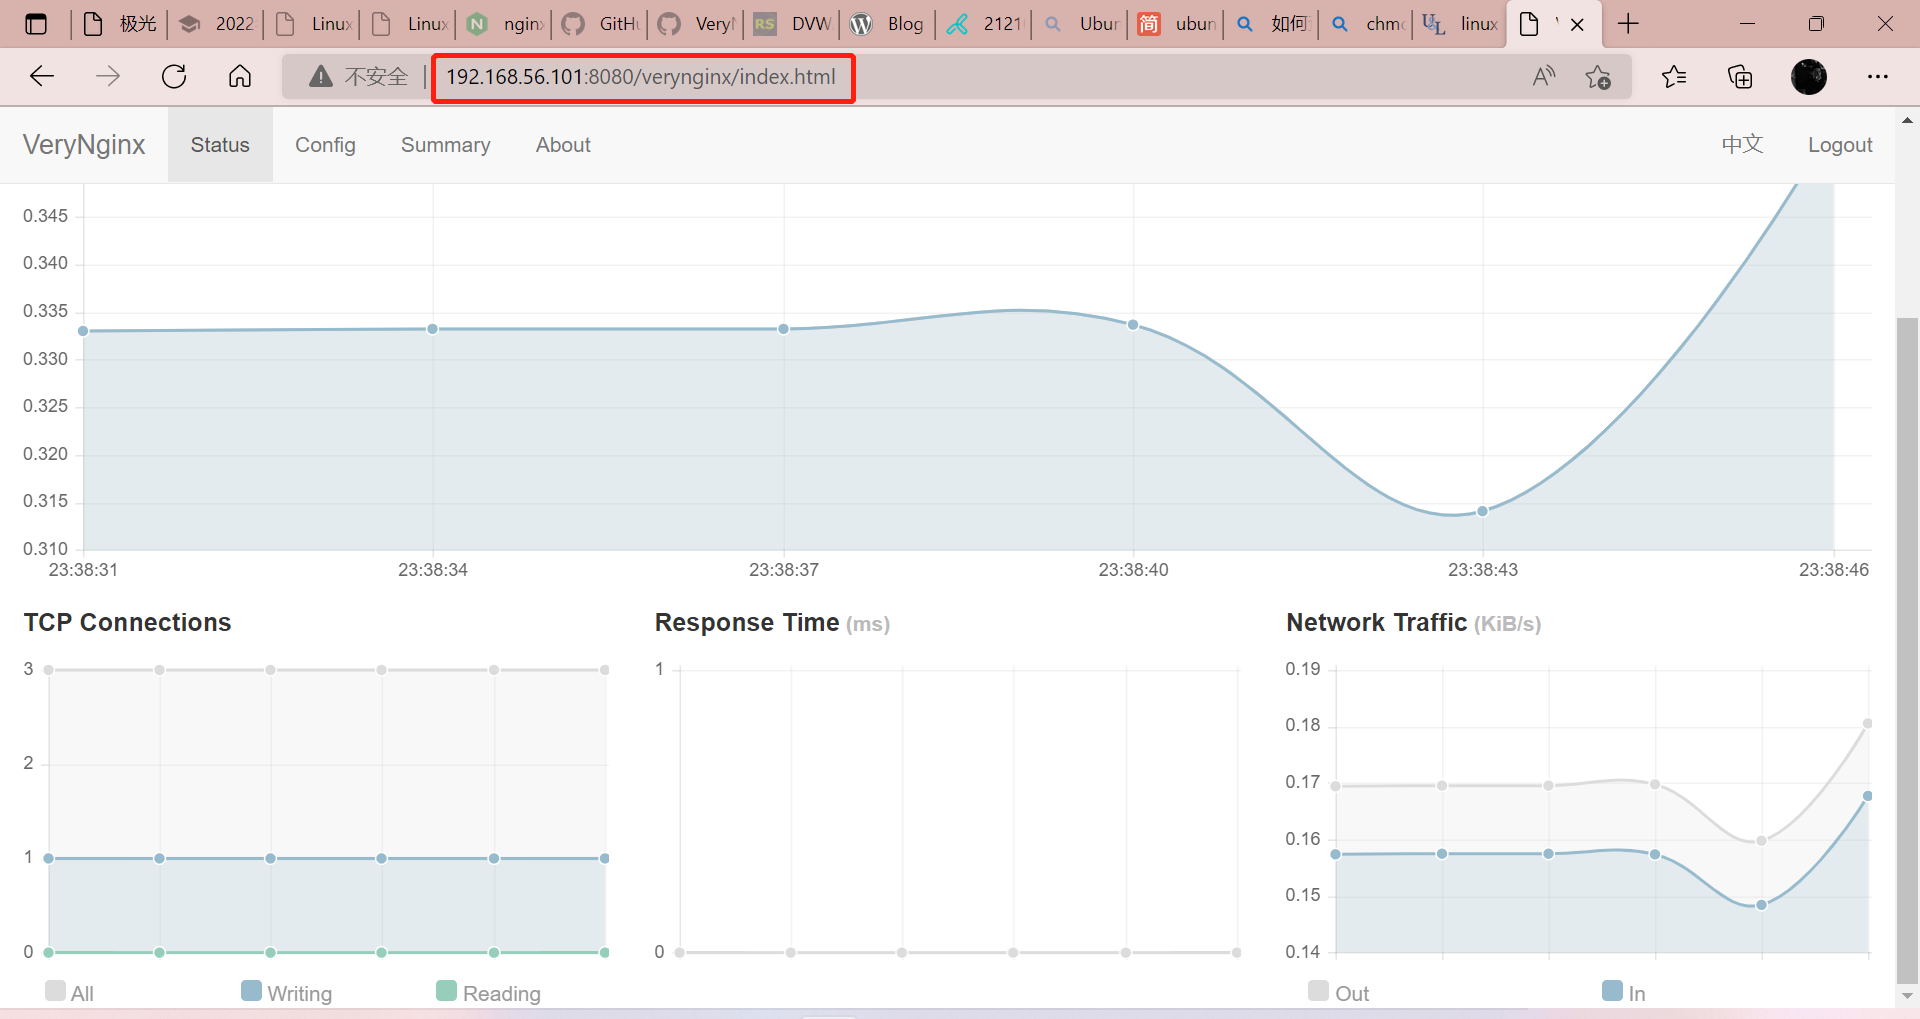 极光 2022 Linux Linux nginx GitHu VeryN DVW Blog 2121 Ubur 简 ubun 如何 chmo linux
不安全 192.168.56.101:8080/verynginx/index.html
VeryNginx Status Config Summary About 中文 Logout
0.345
0.340
0.335
0.330
0.325
0.320
0.315
0.310
23:38:31 23:38:34 23:38:37 23:38:40 23:38:43 23:38:46
TCP Connections
3
2
1
0
All Writing Reading
Response Time (ms)
1
0
Network Traffic (KiB/s)
0.19
0.18
0.17
0.16
0.15
0.14
Out In